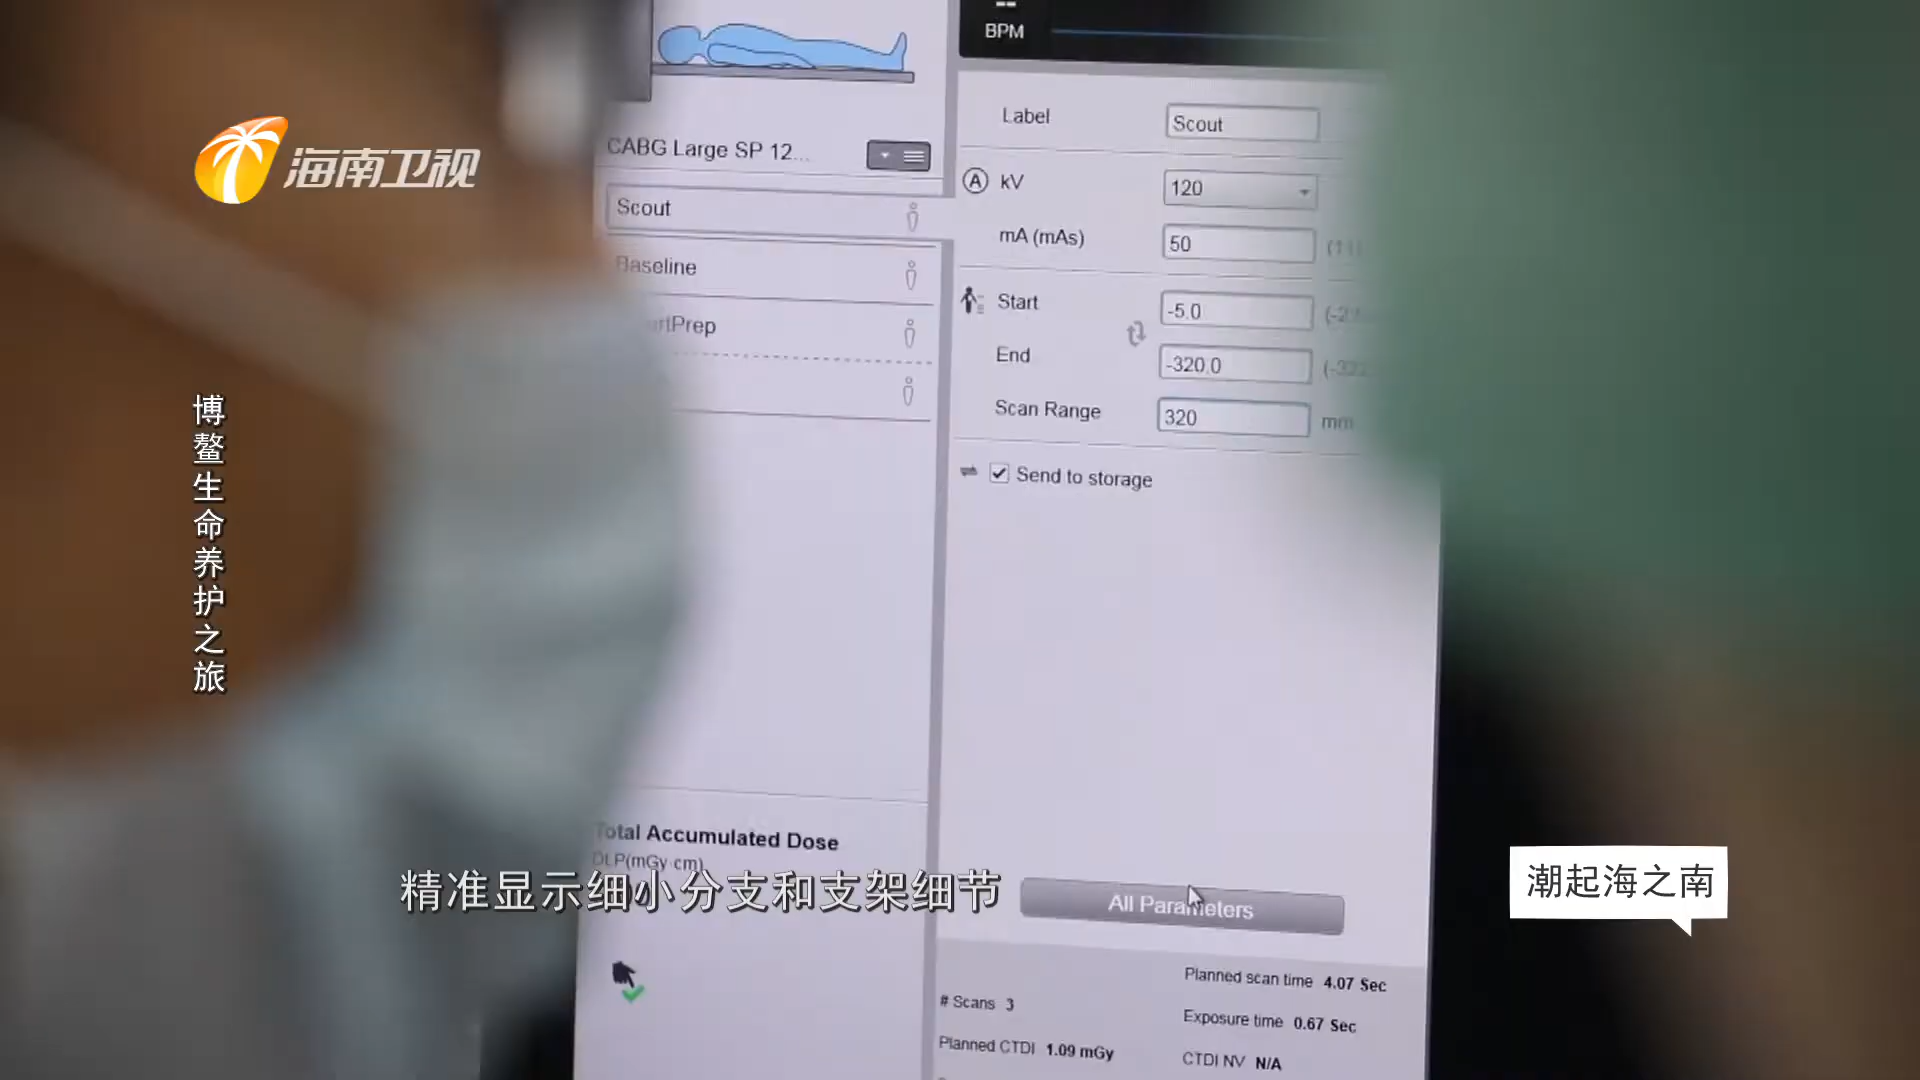 海南卫视
博鳌生命养护之旅
BPM
CABG Large SP 12...
Scout
Baseline
Prep
Label
Scout
kV
120
mA (mAs)
50
Start
-5.0
End
-320.0
Scan Range
320
mm
Send to storage
Total Accumulated Dose
DLP(mGy·cm)
精准显示细小分支和支架细节
All Parameters
潮起海之南
Planned scan time 4.07 Sec
# Scans 3
Exposure time 0.67 Sec
Planned CTDI 1.09 mGy
CTDI NV N/A